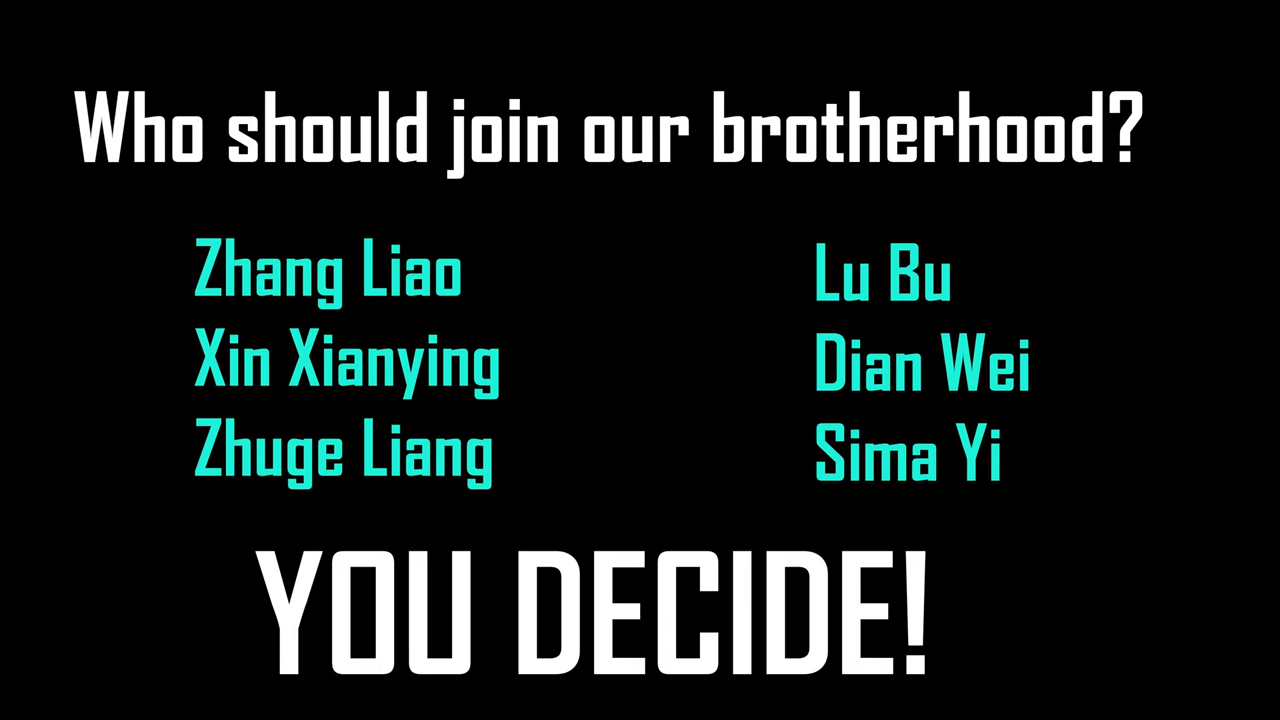 Who should join our brotherhood?
Zhang Liao
Xin Xianying
Zhuge Liang
Lu Bu
Dian Wei
Sima Yi
YOU DECIDE!